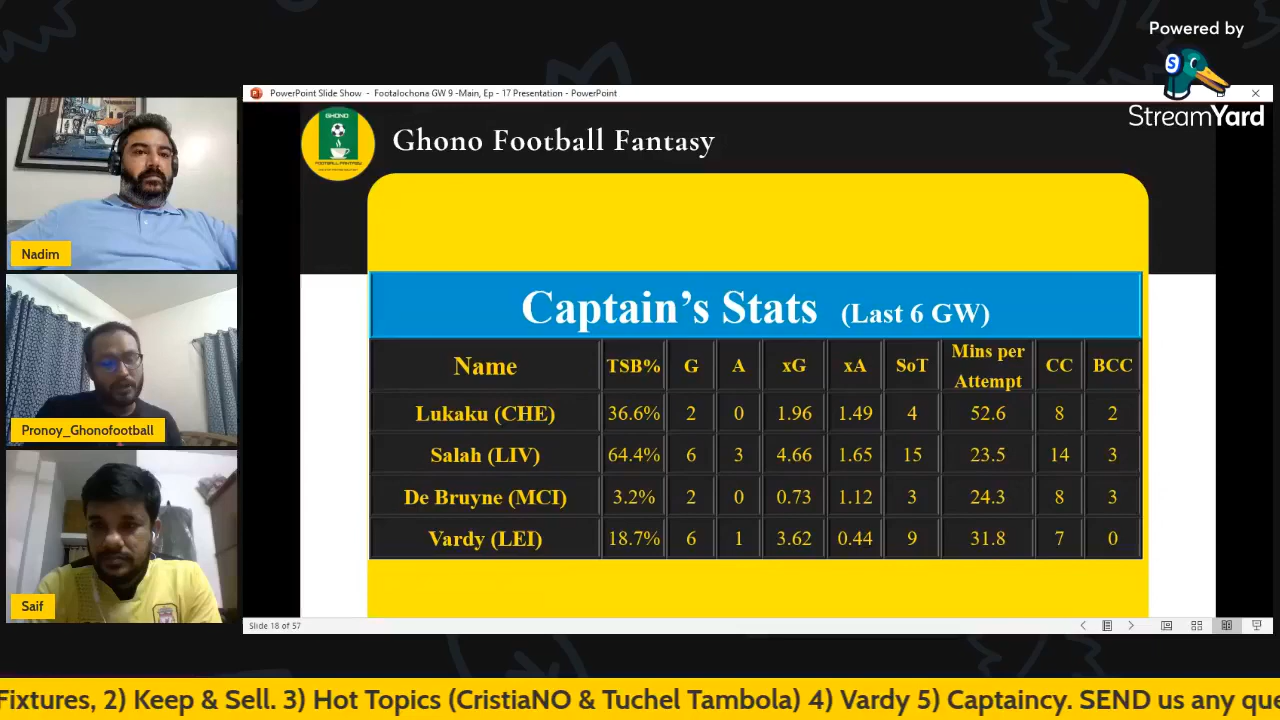 Powered by
StreamYard
PowerPoint Slide Show - Footalochona GW 9 -Main, Ep - 17 Presentation - PowerPoint
GHONO
FOOTBALL FANTASY
Ghono Football Fantasy
Captain's Stats (Last 6 GW)
Name TSB% G A xG xA SoT Mins per Attempt CC BCC
Lukaku (CHE) 36.6% 2 0 1.96 1.49 4 52.6 8 2
Salah (LIV) 64.4% 6 3 4.66 1.65 15 23.5 14 3
De Bruyne (MCI) 3.2% 2 0 0.73 1.12 3 24.3 8 3
Vardy (LEI) 18.7% 6 1 3.62 0.44 9 31.8 7 0
Nadim
Pronoy_Ghonofootball
Saif
Slide 18 of 57
Fixtures, 2) Keep & Sell. 3) Hot Topics (CristiaNO & Tuchel Tambola) 4) Vardy 5) Captaincy. SEND us any que